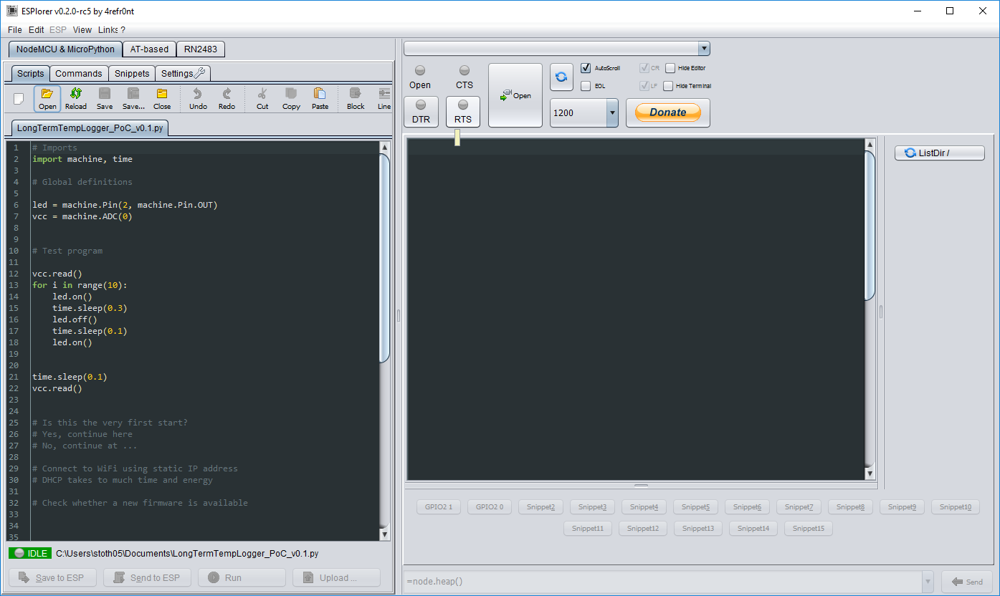 ESPlorer v0.2.0-rc5 by 4refr0nt
File Edit ESP View Links ?
NodeMCU & MicroPython AT-based RN2483
Scripts Commands Snippets Settings
Open Reload Save Save... Close Undo Redo Cut Copy Paste Block Line
LongTermTempLogger_PoC_v0.1.py
1 # Imports
2 import machine, time
3
4 # Global definitions
5
6 led = machine.Pin(2, machine.Pin.OUT)
7 vcc = machine.ADC(0)
8
9
10 # Test program
11
12 vcc.read()
13 for i in range(10):
14 led.on()
15 time.sleep(0.3)
16 led.off()
17 time.sleep(0.1)
18 led.on()
19
20
21 time.sleep(0.1)
22 vcc.read()
23
24
25 # Is this the very first start?
26 # Yes, continue here
27 # No, continue at ...
28
29 # Connect to WiFi using static IP address
30 # DHCP takes to much time and energy
31
32 # Check whether a new firmware is available
33
34
35
IDLE C:\Users\stoth05\Documents\LongTermTempLogger_PoC_v0.1.py
Save to ESP Send to ESP Run Upload ...
Open CTS
DTR RTS
Open
AutoScroll CR Hide Editor
EOL LF Hide Terminal
1200
Donate
ListDir /
GPIO2 1 GPIO2 0 Snippet2 Snippet3 Snippet4 Snippet5 Snippet6 Snippet7 Snippet8 Snippet9 Snippet10
Snippet11 Snippet12 Snippet13 Snippet14 Snippet15
=node.heap() Send